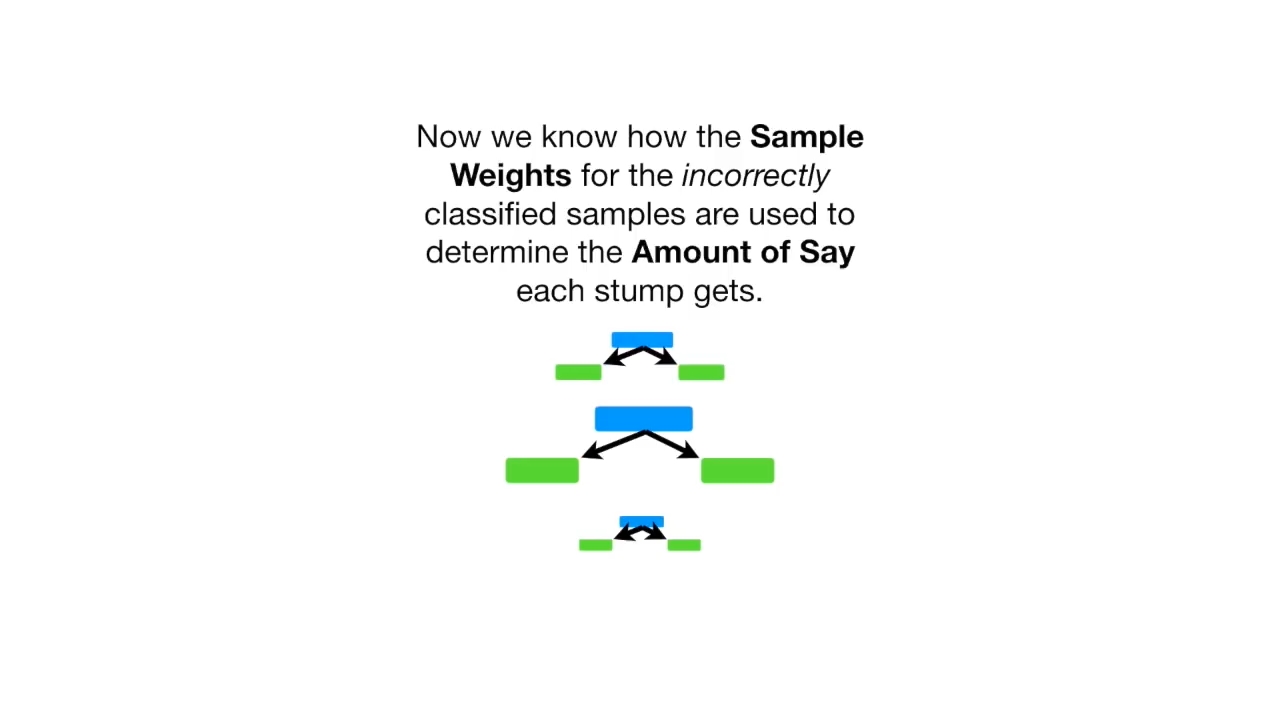 Now we know how the Sample
Weights for the incorrectly
classified samples are used to
determine the Amount of Say
each stump gets.